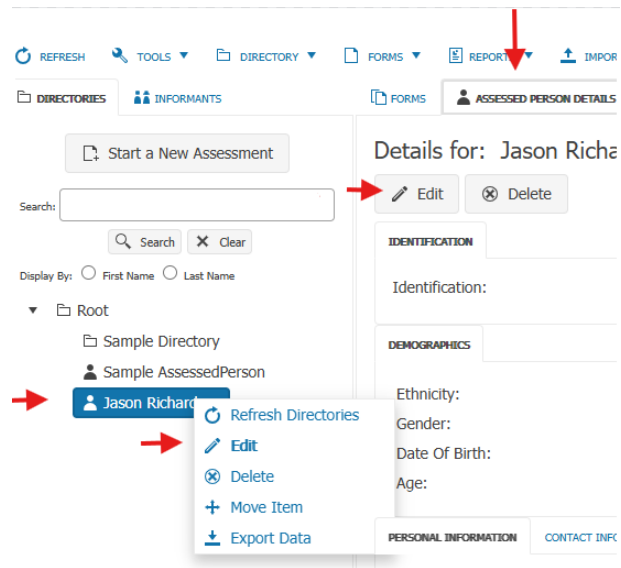 REFRESH TOOLS DIRECTORY FORMS REPORT IMPOR
DIRECTORIES INFORMANTS
FORMS ASSESSED PERSON DETAILS
Start a New Assessment
Search:
Search Clear
Display By: First Name Last Name
Root
Sample Directory
Sample AssessedPerson
Jason Richard
Refresh Directories
Edit
Delete
Move Item
Export Data
Details for: Jason Richa
Edit Delete
IDENTIFICATION
Identification:
DEMOGRAPHICS
Ethnicity:
Gender:
Date Of Birth:
Age:
PERSONAL INFORMATION CONTACT INFO